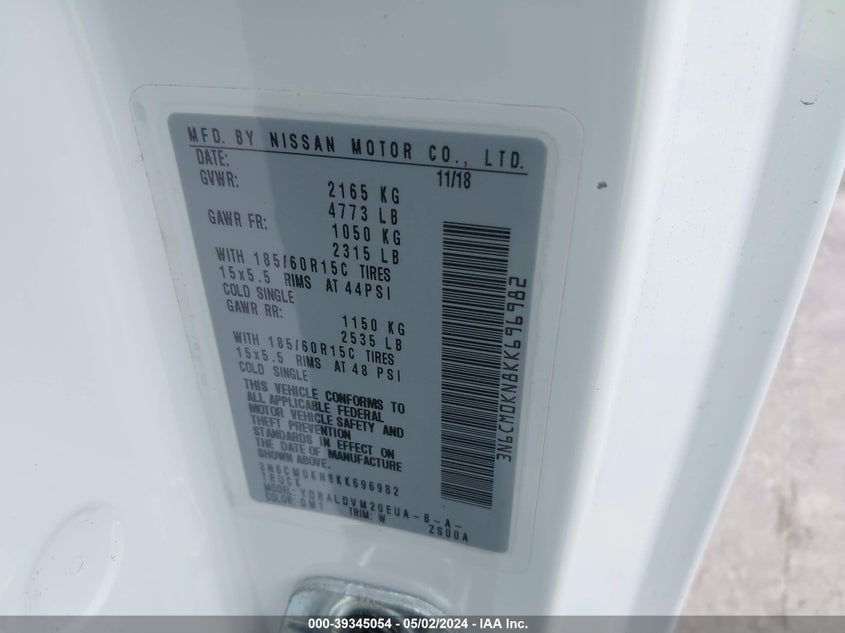 MFD. BY NISSAN MOTOR CO., LTD.
DATE: 11/18
GVWR: 2165 KG
4773 LB
GAWR FR: 1050 KG
2315 LB
WITH 185/60R15C TIRES
15x5.5 RIMS AT 44PSI
COLD SINGLE
GAWR RR: 1150 KG
2535 LB
WITH 185/60R15C TIRES
15x5.5 RIMS AT 48 PSI
COLD SINGLE
THIS VEHICLE CONFORMS TO
ALL APPLICABLE FEDERAL
MOTOR VEHICLE SAFETY AND
THEFT PREVENTION
STANDARDS IN EFFECT ON
THE DATE OF MANUFACTURE
SHOWN ABOVE.
3N6CM0KN8KK696982
TRUCK
MODEL: YDRALDVM20EUA-B-A-
COLOR: QM1 TRIM: W ZS00A
3N6CM0KN8KK696982
000-39345054 / 05/02/2024 / IAA Inc.